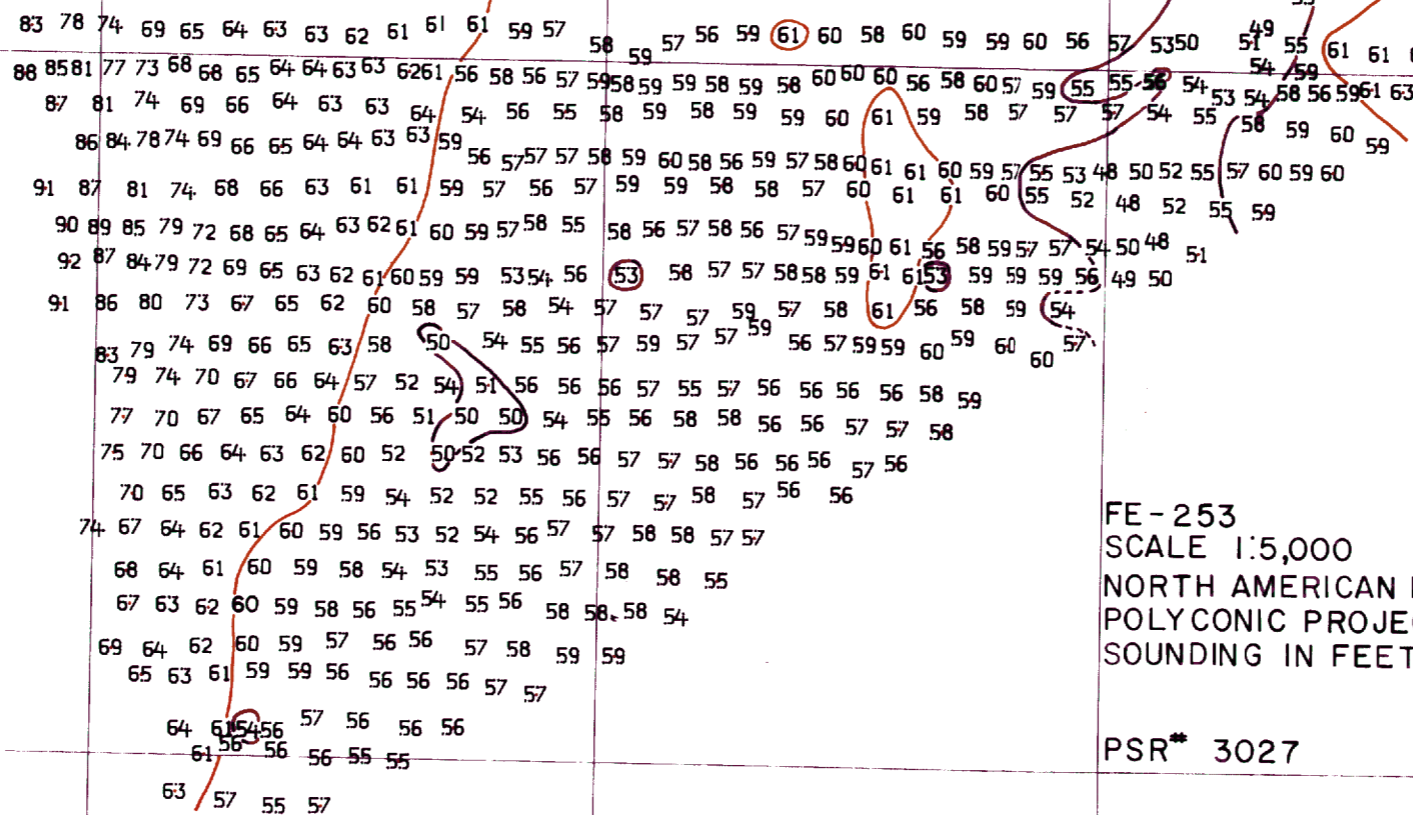 83 78 74 69 65 64 63 63 62 61 61 61 59 57 58 59 57 56 59 61 60 58 60 59 59 60 56 57 53 50 49 51 55 61 61
88 85 81 77 73 68 68 65 64 64 63 63 62 61 56 58 56 57 59 58 59 59 58 59 58 60 60 60 56 58 60 57 59 55 55 56 54 54 59 53 54 58 56 59 61 63
87 81 74 69 66 64 63 63 64 54 56 55 58 59 58 59 59 60 61 59 58 57 57 57 54 55 58 59 60 59
86 84 78 74 69 66 65 64 64 63 63 59 56 57 57 57 58 59 60 58 56 59 57 58 60 61 61 60 59 57 55 53 48 50 52 55 57 60 59 60
91 87 81 74 68 66 63 61 61 59 57 56 57 59 59 58 58 57 60 61 61 60 55 52 48 52 55 59
90 89 85 79 72 68 65 64 63 62 61 60 59 57 58 55 58 56 57 58 56 57 59 59 60 61 56 58 59 57 57 54 50 48 51
92 87 84 79 72 69 65 63 62 61 60 59 59 53 54 56 53 58 57 57 58 58 59 61 61 53 59 59 59 56 49 50
91 86 80 73 67 65 62 60 58 57 58 54 57 57 57 59 57 58 61 56 58 59 54
83 79 74 69 66 65 63 58 50 54 55 56 57 59 57 57 59 56 57 59 59 60 59 60 60 57
79 74 70 67 66 64 57 52 54 51 56 56 56 57 55 57 56 56 56 56 58 59
77 70 67 65 64 60 56 51 50 50 54 55 56 58 58 56 56 57 57 58
75 70 66 64 63 62 60 52 50 52 53 56 56 57 57 58 56 56 56 57 56
70 65 63 62 61 59 54 52 52 55 56 57 57 58 57 56 56
74 67 64 62 61 60 59 56 53 52 54 56 57 57 58 58 57 57
68 64 61 60 59 58 54 53 55 56 57 58 58 55
67 63 62 60 59 58 56 55 54 55 56 58 58 58 54
69 64 62 60 59 57 56 56 57 58 59 59
65 63 61 59 59 56 56 56 56 57 57
64 61 54 56 57 56 56 56
61 56 56 56 55 55
63 57 55 57
FE-253
SCALE 1:5,000
NORTH AMERICAN
POLYCONIC PROJE
SOUNDING IN FEET
PSR# 3027